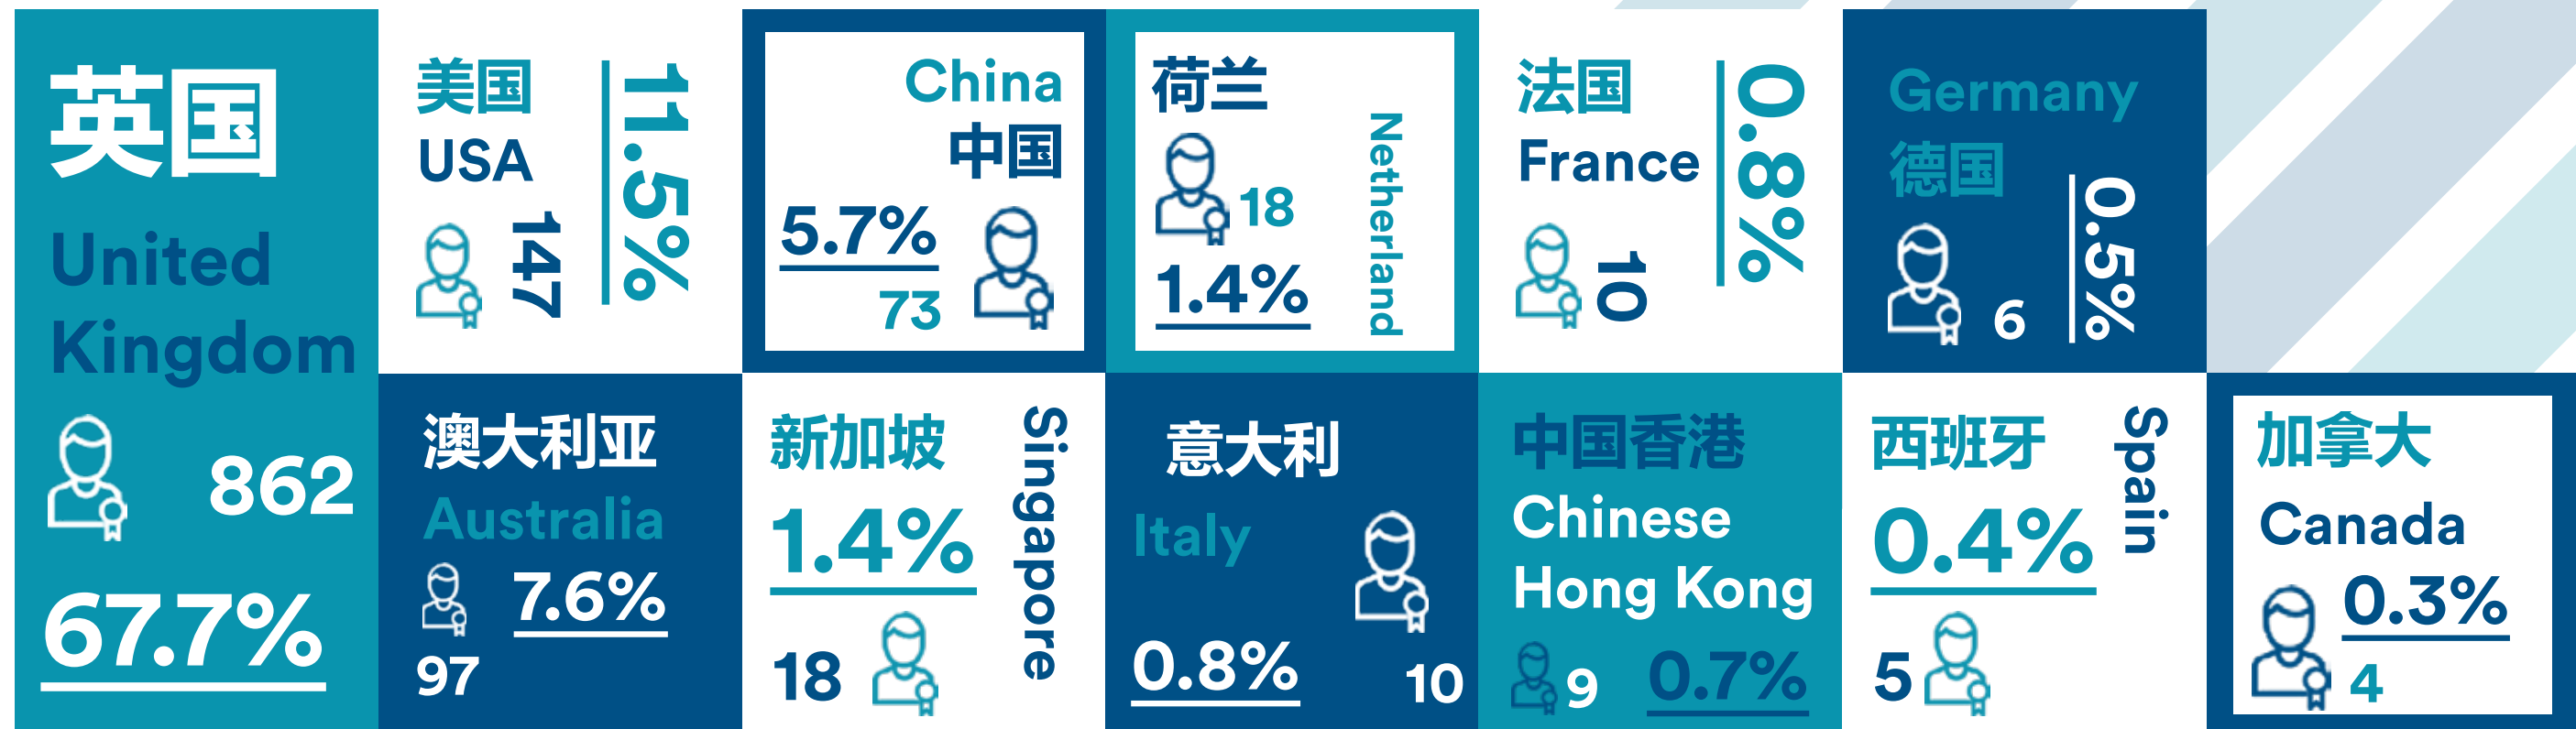 英国
United
Kingdom
862
67.7%
美国
USA
147
11.5%
China
中国
5.7%
73
荷兰
18
1.4%
Netherland
法国
France
10
0.8%
Germany
德国
6
0.5%
澳大利亚
Australia
7.6%
97
新加坡
1.4%
18
Singapore
意大利
Italy
0.8%
10
中国香港
Chinese
Hong Kong
9
0.7%
西班牙
0.4%
5
Spain
加拿大
Canada
0.3%
4